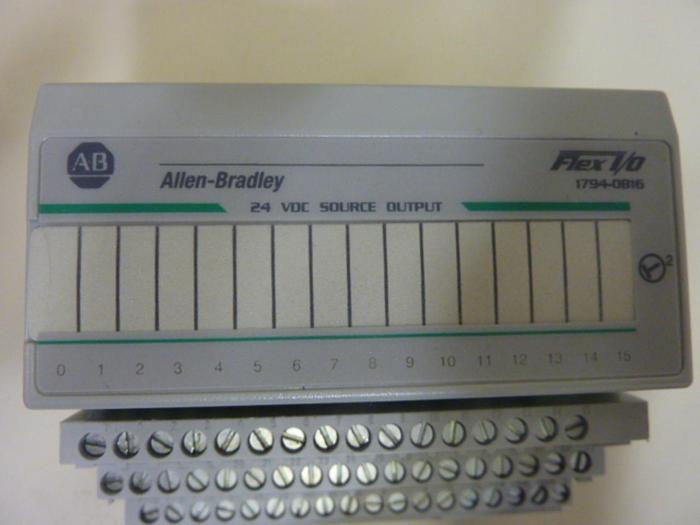 AB
Allen-Bradley
Flex I/O
1794-OB16
24 VDC SOURCE OUTPUT
2
0 1 2 3 4 5 6 7 8 9 10 11 12 13 14 15